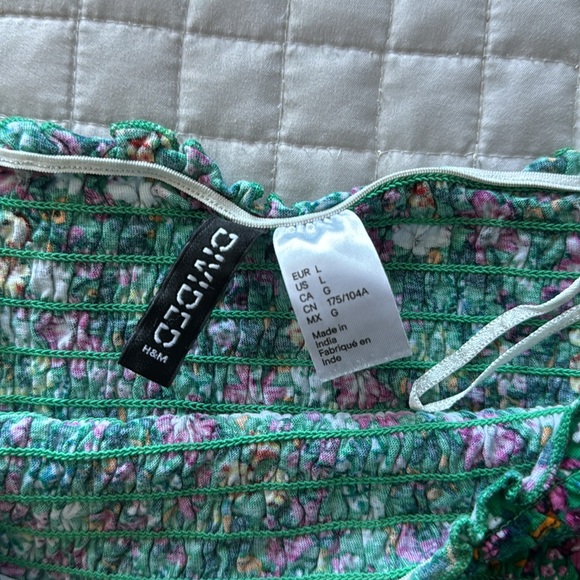 DIVIDED
H&M
EUR L
US L
CA G
CN 175/104A
MX G
Made in
India
Fabriqué en
Inde